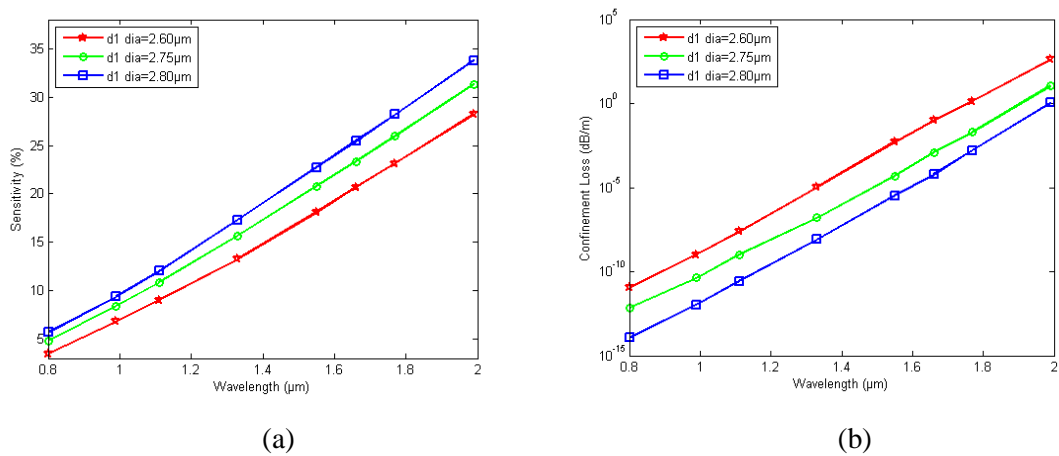 d1 dia=2.60µm
d1 dia=2.75µm
d1 dia=2.80µm
35
30
25
20
15
10
5
Sensitivity (%)
0.8 1 1.2 1.4 1.6 1.8 2
Wavelength (µm)
(a)
d1 dia=2.60µm
d1 dia=2.75µm
d1 dia=2.80µm
10^5
10^0
10^-5
10^-10
10^-15
Confinement Loss (dB/m)
0.8 1 1.2 1.4 1.6 1.8 2
Wavelength (µm)
(b)